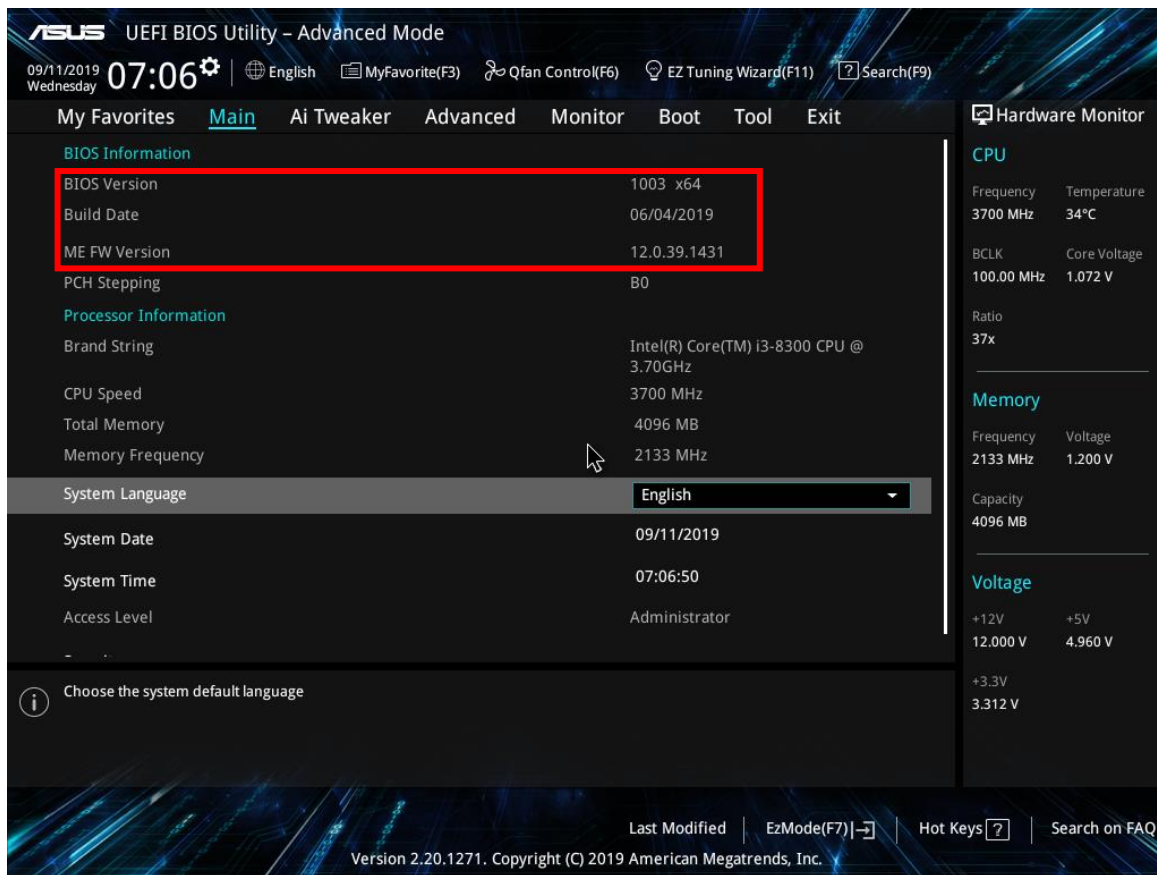 ASUS UEFI BIOS Utility – Advanced Mode
09/11/2019
Wednesday
07:06
English
MyFavorite(F3)
Qfan Control(F6)
EZ Tuning Wizard(F11)
? Search(F9)
My Favorites Main Ai Tweaker Advanced Monitor Boot Tool Exit
BIOS Information
BIOS Version 1003 x64
Build Date 06/04/2019
ME FW Version 12.0.39.1431
PCH Stepping B0
Processor Information
Brand String Intel(R) Core(TM) i3-8300 CPU @
3.70GHz
CPU Speed 3700 MHz
Total Memory 4096 MB
Memory Frequency 2133 MHz
System Language English
System Date 09/11/2019
System Time 07:06:50
Access Level Administrator
Choose the system default language
Hardware Monitor
CPU
Frequency Temperature
3700 MHz 34°C
BCLK Core Voltage
100.00 MHz 1.072 V
Ratio
37x
Memory
Frequency Voltage
2133 MHz 1.200 V
Capacity
4096 MB
Voltage
+12V +5V
12.000 V 4.960 V
+3.3V
3.312 V
Last Modified EzMode(F7) Hot Keys ? Search on FAQ
Version 2.20.1271. Copyright (C) 2019 American Megatrends, Inc.